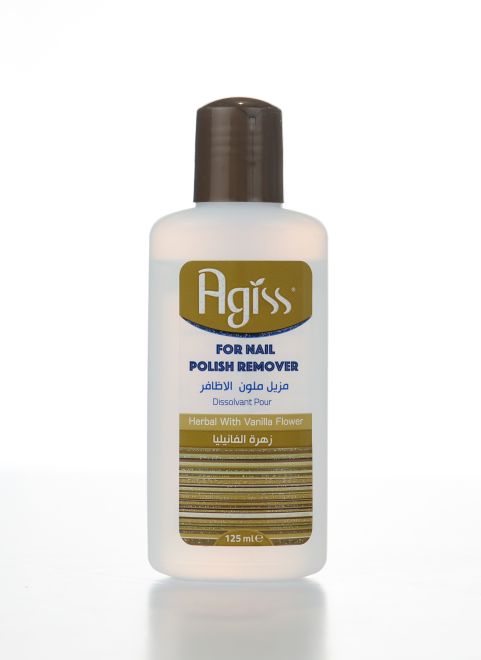 Agiss®
FOR NAIL
POLISH REMOVER
مزيل ملون الاظافر
Dissolvant Pour
Herbal With Vanilla Flower
زهرة الفانيليا
125 ml ℮